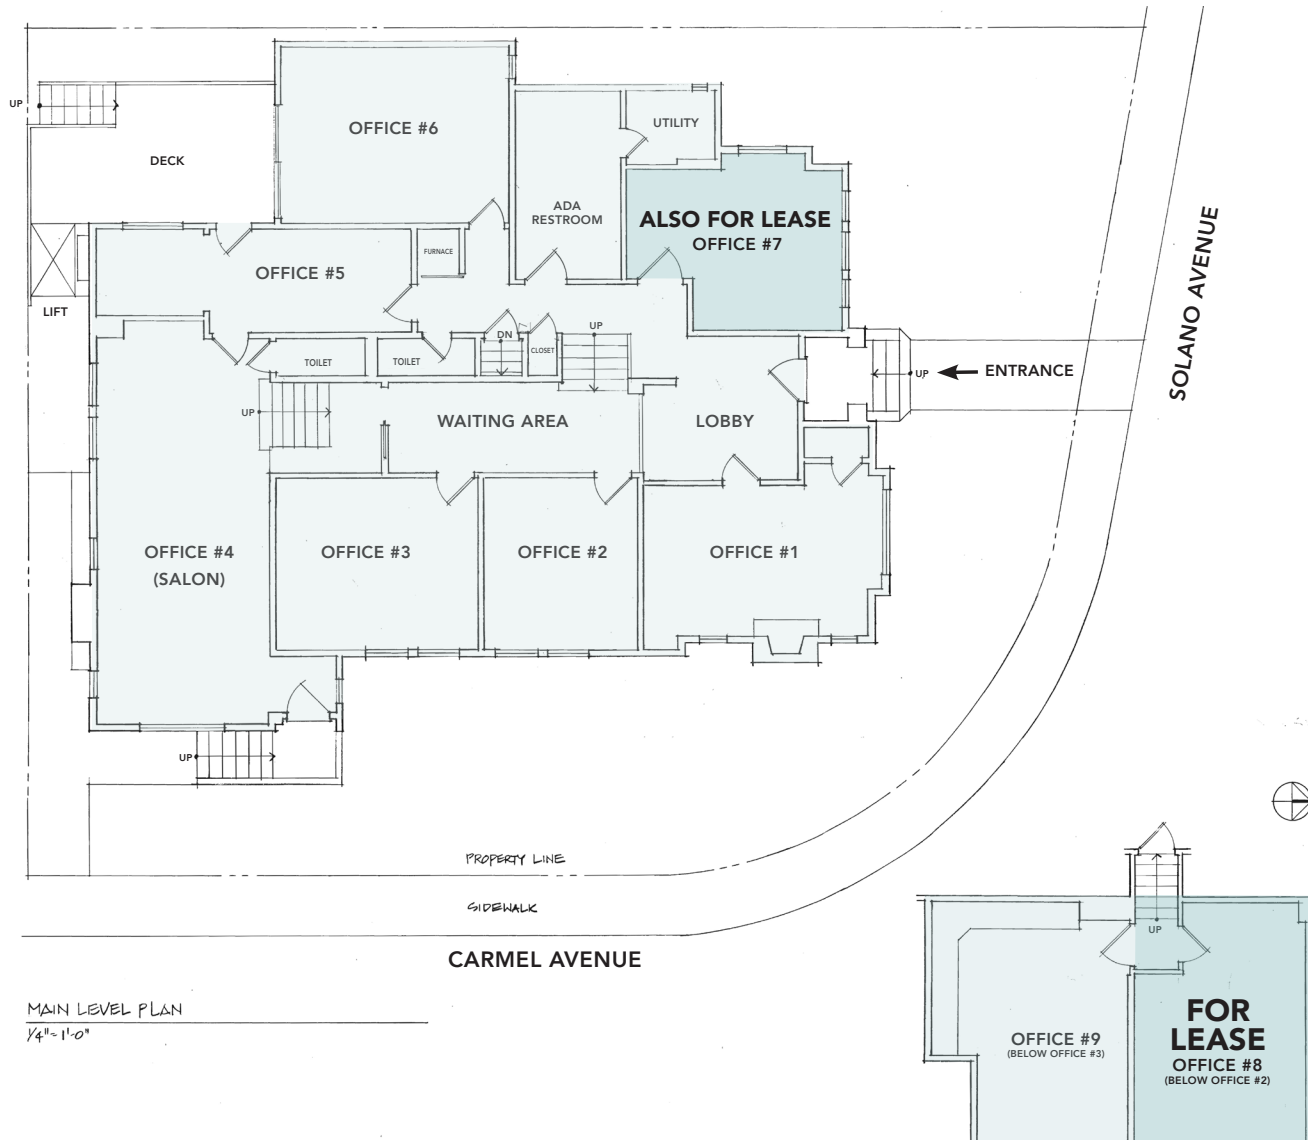 UP
DECK
OFFICE #6
UTILITY
ADA
RESTROOM
ALSO FOR LEASE
OFFICE #7
SOLANO AVENUE
FURNACE
OFFICE #5
LIFT
TOILET
TOILET
DN
CLOSET
UP
UP
ENTRANCE
UP
WAITING AREA
LOBBY
OFFICE #4
(SALON)
OFFICE #3
OFFICE #2
OFFICE #1
UP
PROPERTY LINE
SIDEWALK
CARMEL AVENUE
MAIN LEVEL PLAN
1/4"=1'-0"
UP
OFFICE #9
(BELOW OFFICE #3)
FOR
LEASE
OFFICE #8
(BELOW OFFICE #2)